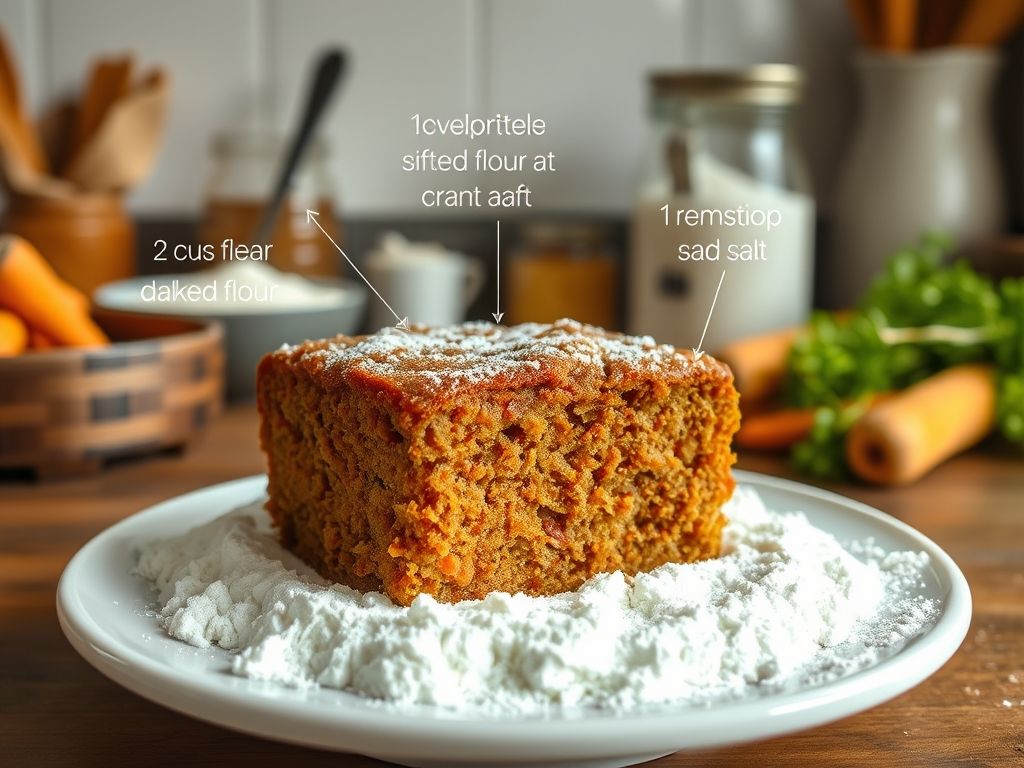 1cvelpritele
sifted flour at
crant aaft
2 cus flear
dalked flour
1 remstiop
sad salt